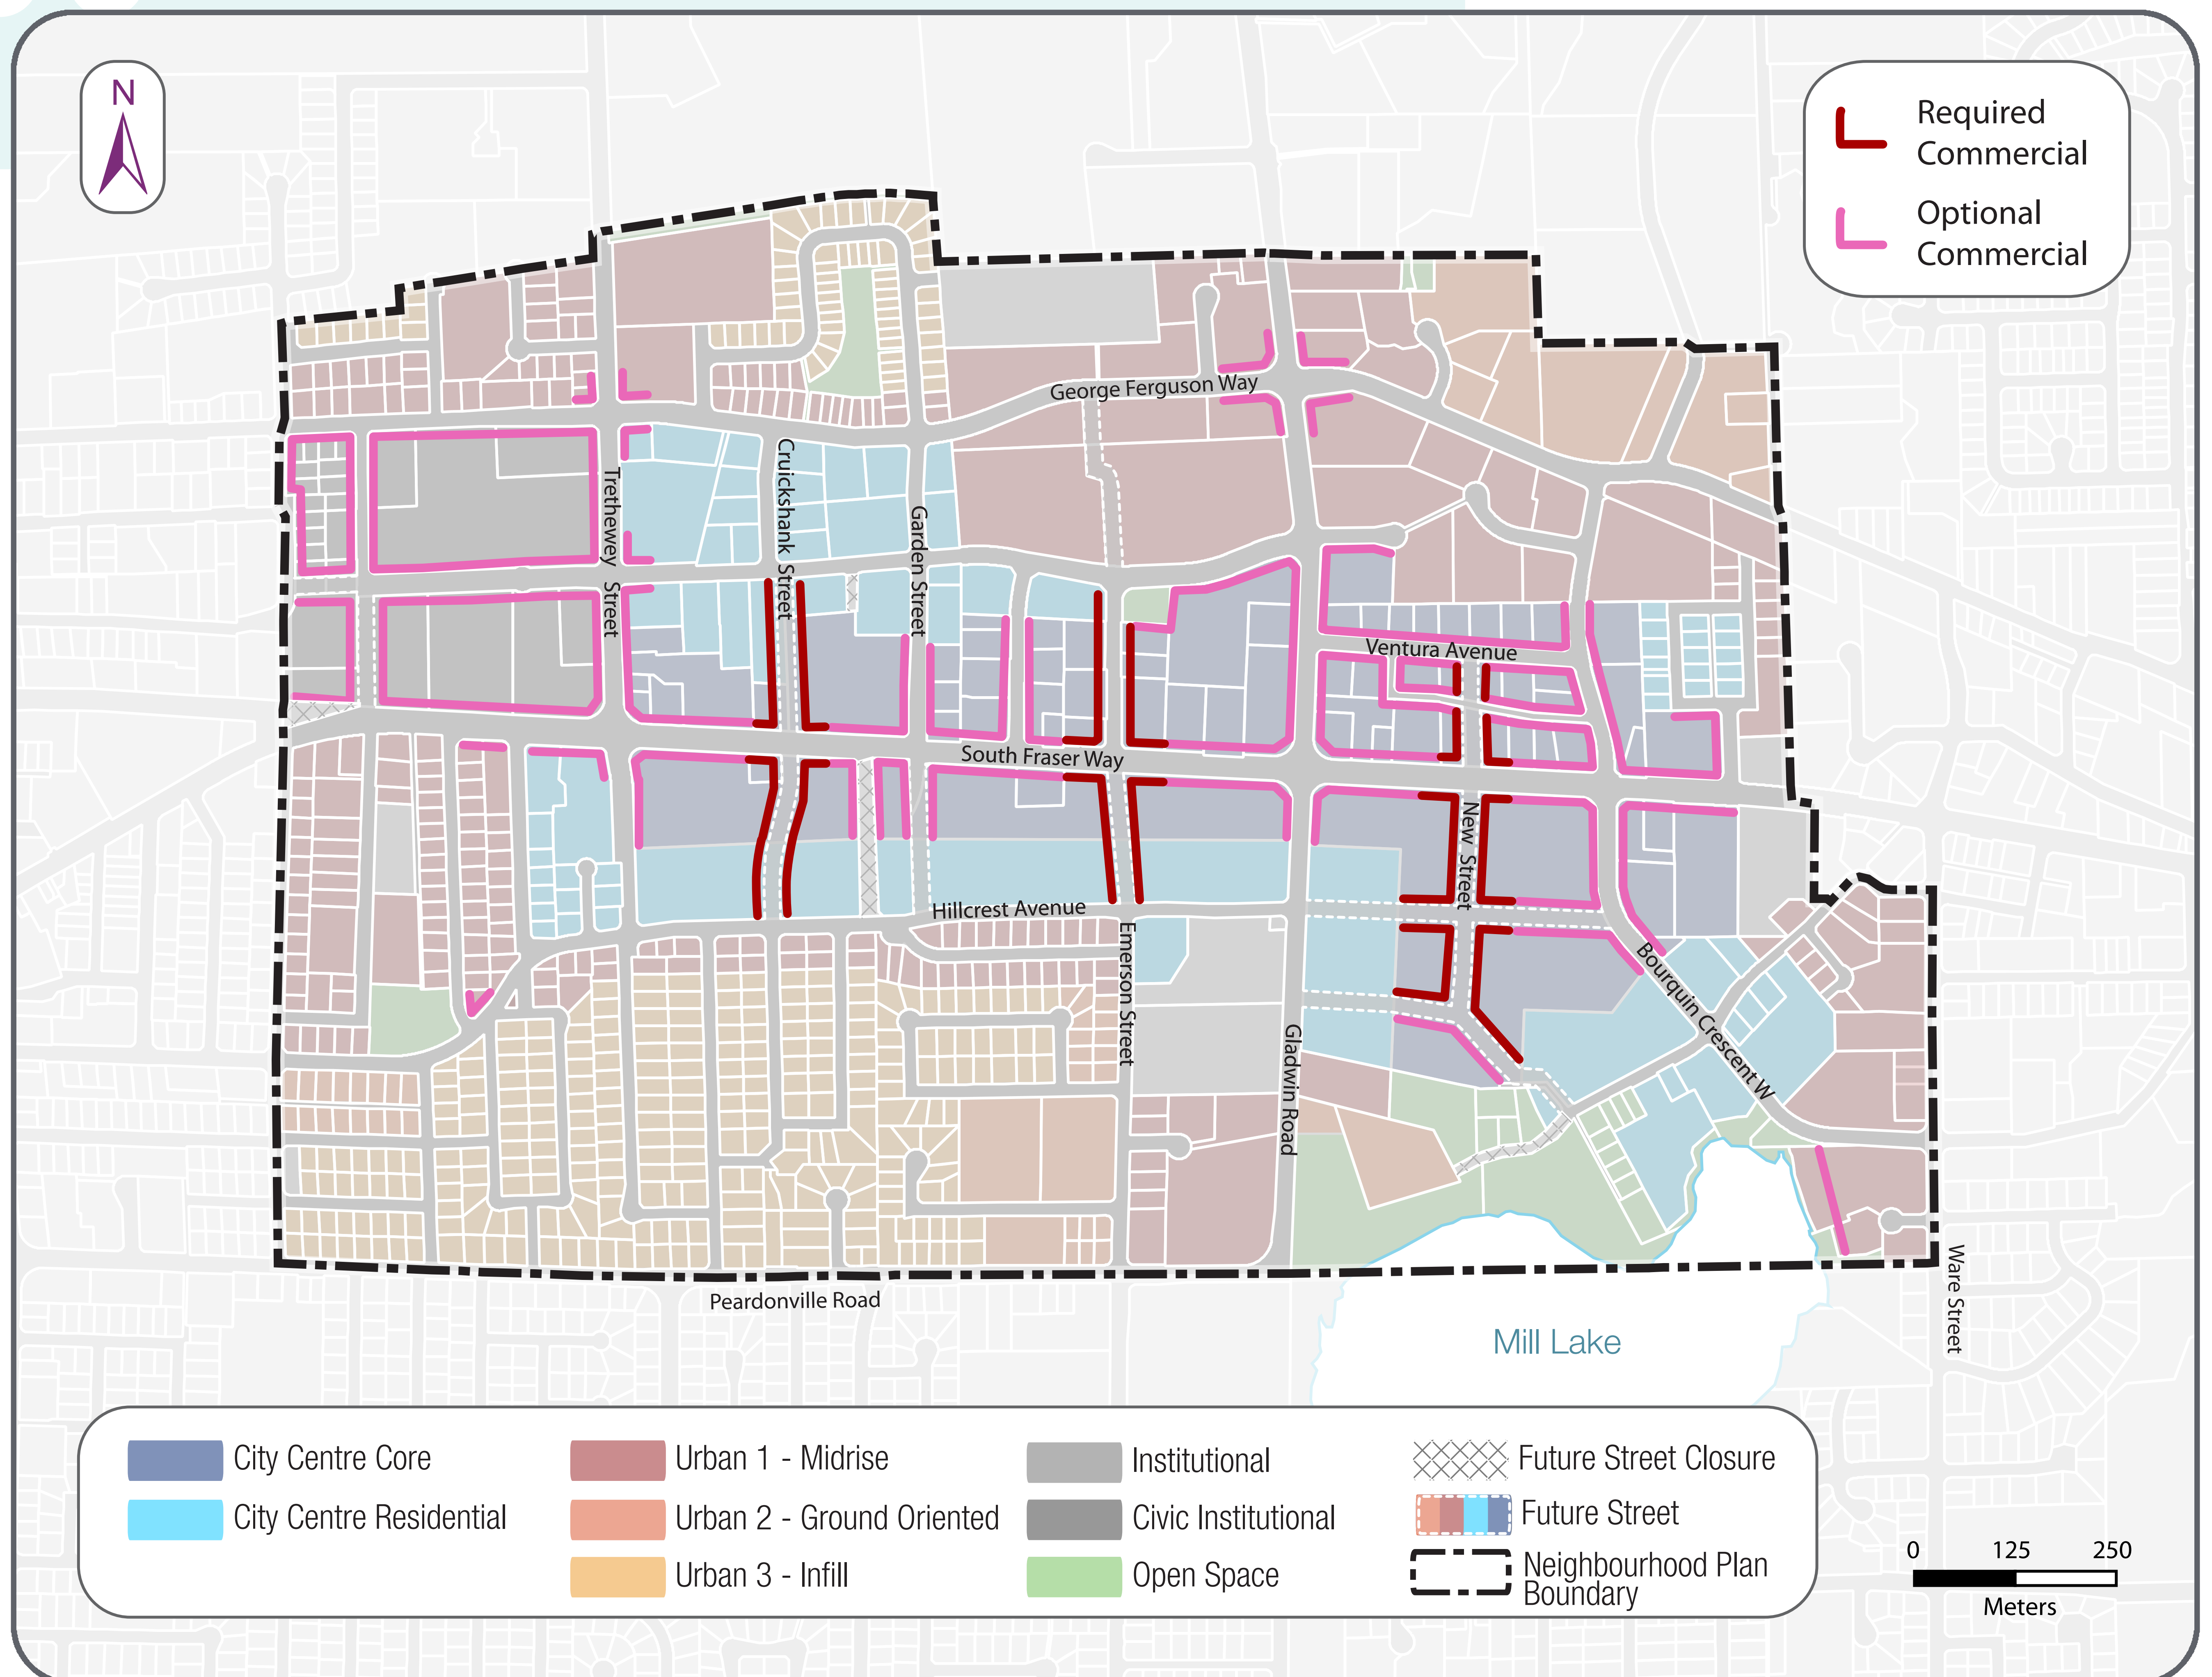 N
Required
Commercial
Optional
Commercial
George Ferguson Way
Cruickshank Street
Trethewey Street
Garden Street
Ventura Avenue
South Fraser Way
New Street
Hillcrest Avenue
Emerson Street
Bourquin Crescent W
Gladwin Road
Ware Street
Peardonville Road
Mill Lake
City Centre Core
City Centre Residential
Urban 1 - Midrise
Urban 2 - Ground Oriented
Urban 3 - Infill
Institutional
Civic Institutional
Open Space
Future Street Closure
Future Street
Neighbourhood Plan
Boundary
0 125 250
Meters